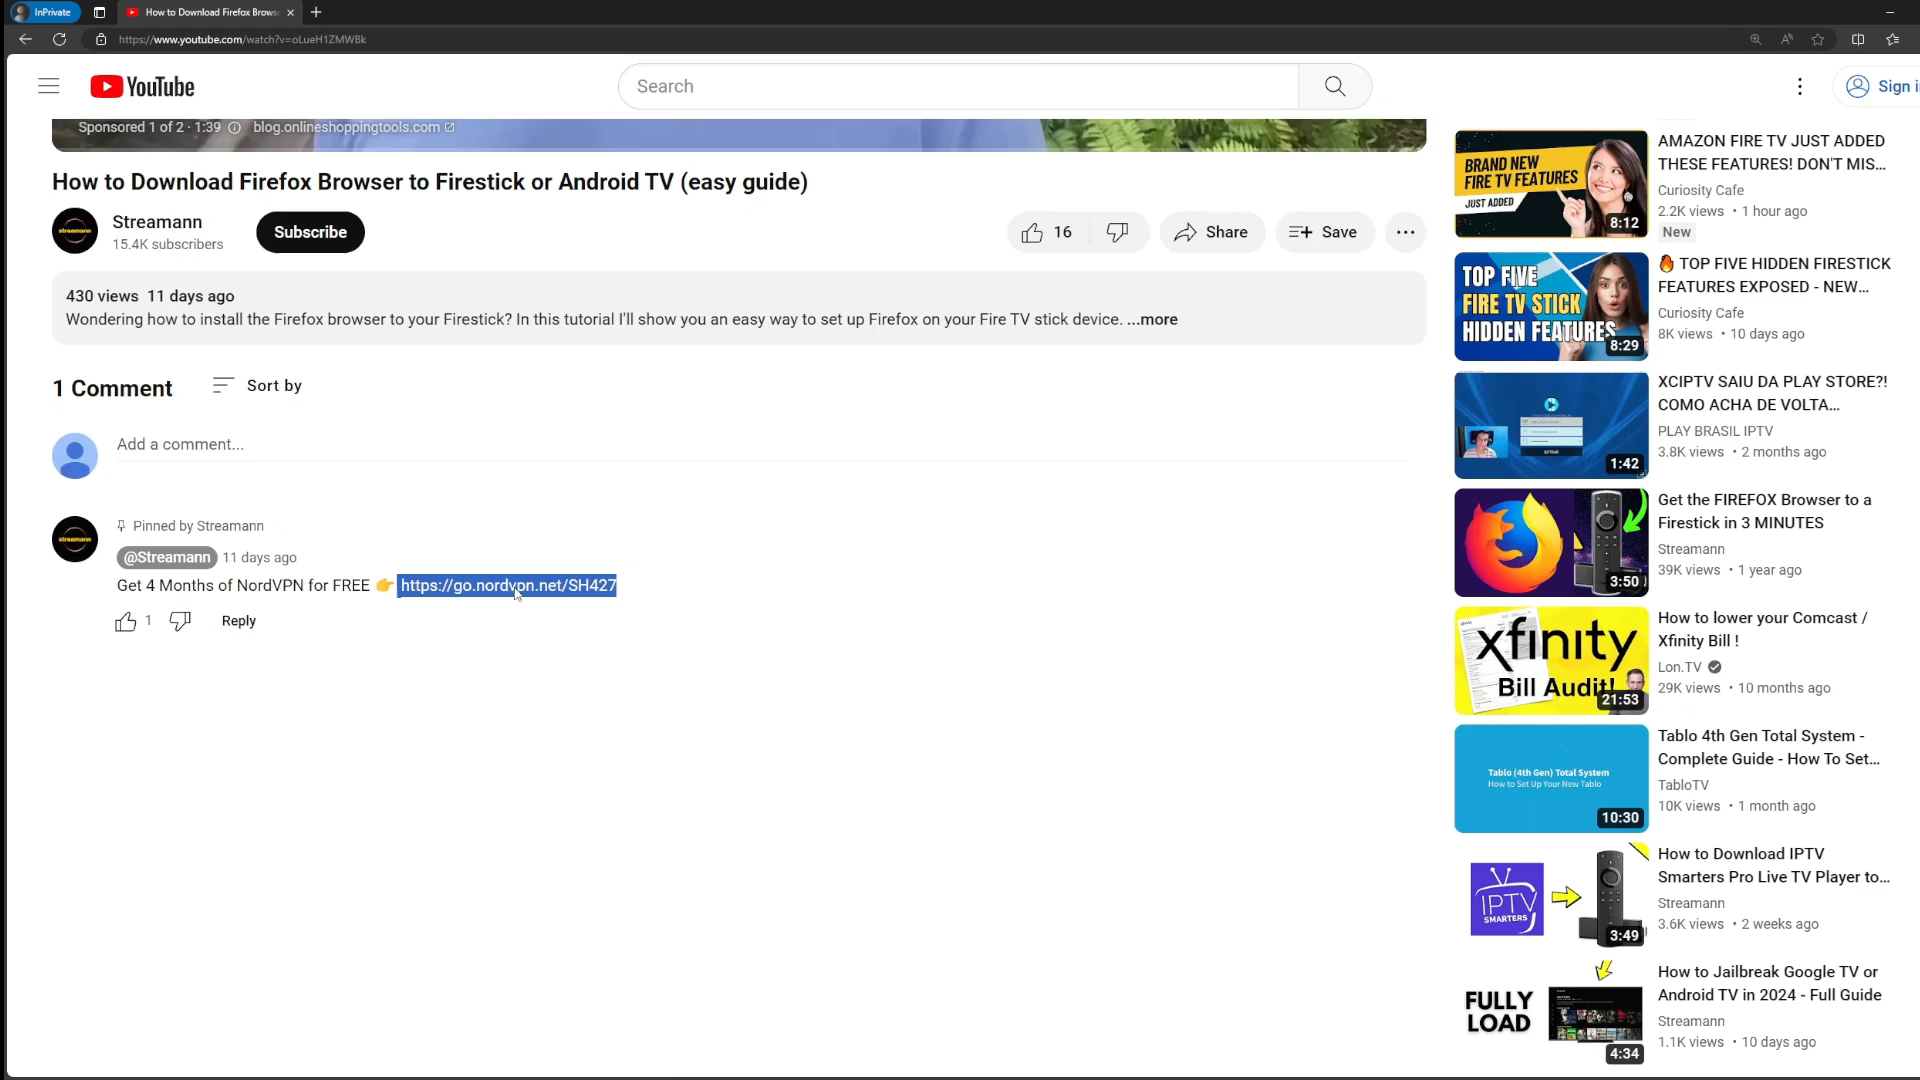 InPrivate
How to Download Firefox Brows
https://www.youtube.com/watch?v=oLueH1ZMWBk
YouTube
Search
Sign i
Sponsored 1 of 2 · 1:39
blog.onlineshoppingtools.com
How to Download Firefox Browser to Firestick or Android TV (easy guide)
Streamann
15.4K subscribers
Subscribe
16
Share
Save
430 views 11 days ago
Wondering how to install the Firefox browser to your Firestick? In this tutorial I'll show you an easy way to set up Firefox on your Fire TV stick device. ...more
1 Comment
Sort by
Add a comment...
streamann
Pinned by Streamann
@Streamann 11 days ago
Get 4 Months of NordVPN for FREE 👉 https://go.nordvpn.net/SH427
1
Reply
BRAND NEW
FIRE TV FEATURES
JUST ADDED
8:12
AMAZON FIRE TV JUST ADDED
THESE FEATURES! DON'T MIS...
Curiosity Cafe
2.2K views • 1 hour ago
New
TOP FIVE
FIRE TV STICK
HIDDEN FEATURES
8:29
🔥 TOP FIVE HIDDEN FIRESTICK
FEATURES EXPOSED - NEW...
Curiosity Cafe
8K views • 10 days ago
1:42
XCIPTV SAIU DA PLAY STORE?!
COMO ACHA DE VOLTA...
PLAY BRASIL IPTV
3.8K views • 2 months ago
3:50
Get the FIREFOX Browser to a
Firestick in 3 MINUTES
Streamann
39K views • 1 year ago
xfinity
Bill Audit!
21:53
How to lower your Comcast /
Xfinity Bill !
Lon.TV
29K views • 10 months ago
Tablo (4th Gen) Total System
How to Set Up Your New Tablo
10:30
Tablo 4th Gen Total System -
Complete Guide - How To Set...
TabloTV
10K views • 1 month ago
IPTV
SMARTERS
3:49
How to Download IPTV
Smarters Pro Live TV Player to...
Streamann
3.6K views • 2 weeks ago
FULLY
LOAD
4:34
How to Jailbreak Google TV or
Android TV in 2024 - Full Guide
Streamann
1.1K views • 10 days ago